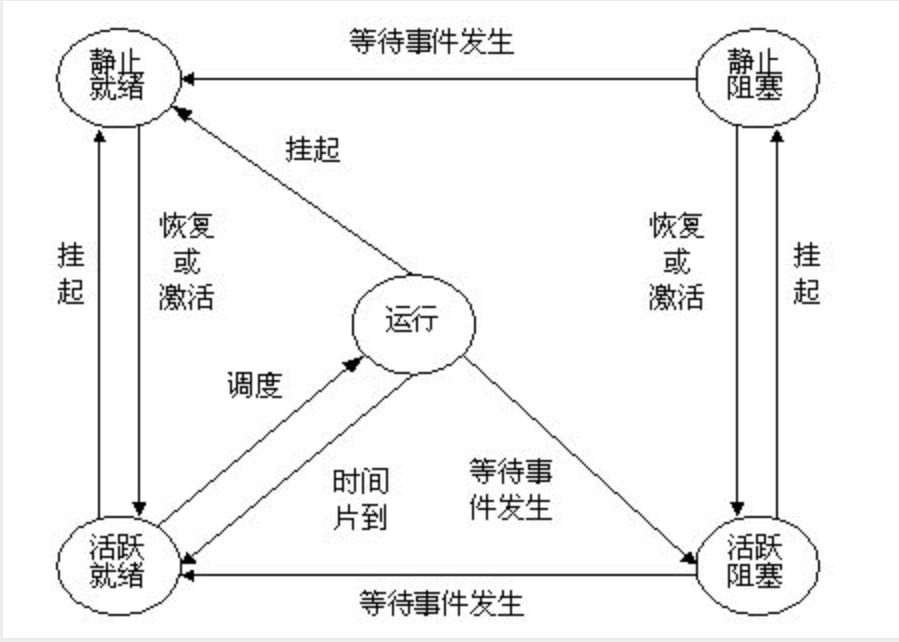 等待事件发生
静止
就绪
静止
阻塞
挂起
恢复
或
激活
恢复
或
激活
挂
起
挂
起
运行
调度
时间
片到
等待事
件发生
活跃
就绪
活跃
阻塞
等待事件发生